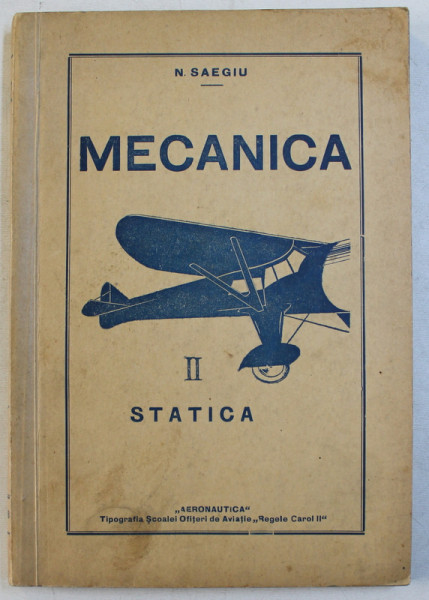 N. SAEGIU
MECANICA
II
STATICA
„AERONAUTICA“
Tipografia Școalei Ofițeri de Aviație „Regele Carol II“